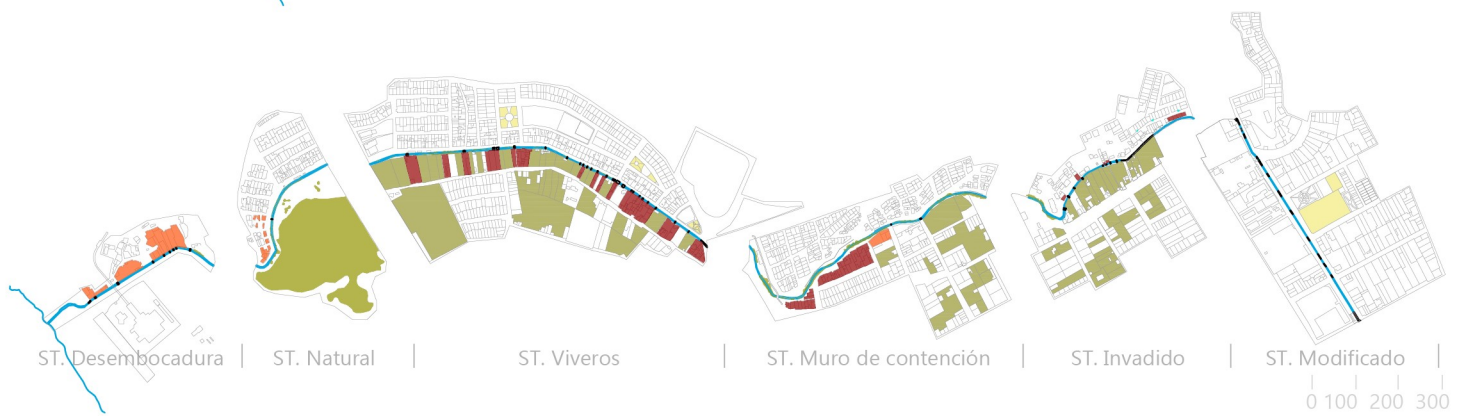 ST. Desembocadura | ST. Natural | ST. Viveros | ST. Muro de contención | ST. Invadido | ST. Modificado |
0 100 200 300